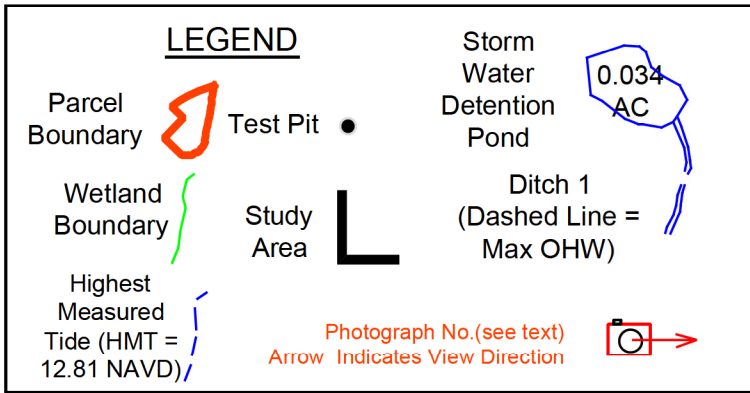 LEGEND
Parcel
Boundary
Test Pit
Storm
Water
Detention
Pond
0.034
AC
Wetland
Boundary
Study
Area
Ditch 1
(Dashed Line =
Max OHW)
Highest
Measured
Tide (HMT =
12.81 NAVD)
Photograph No.(see text)
Arrow Indicates View Direction